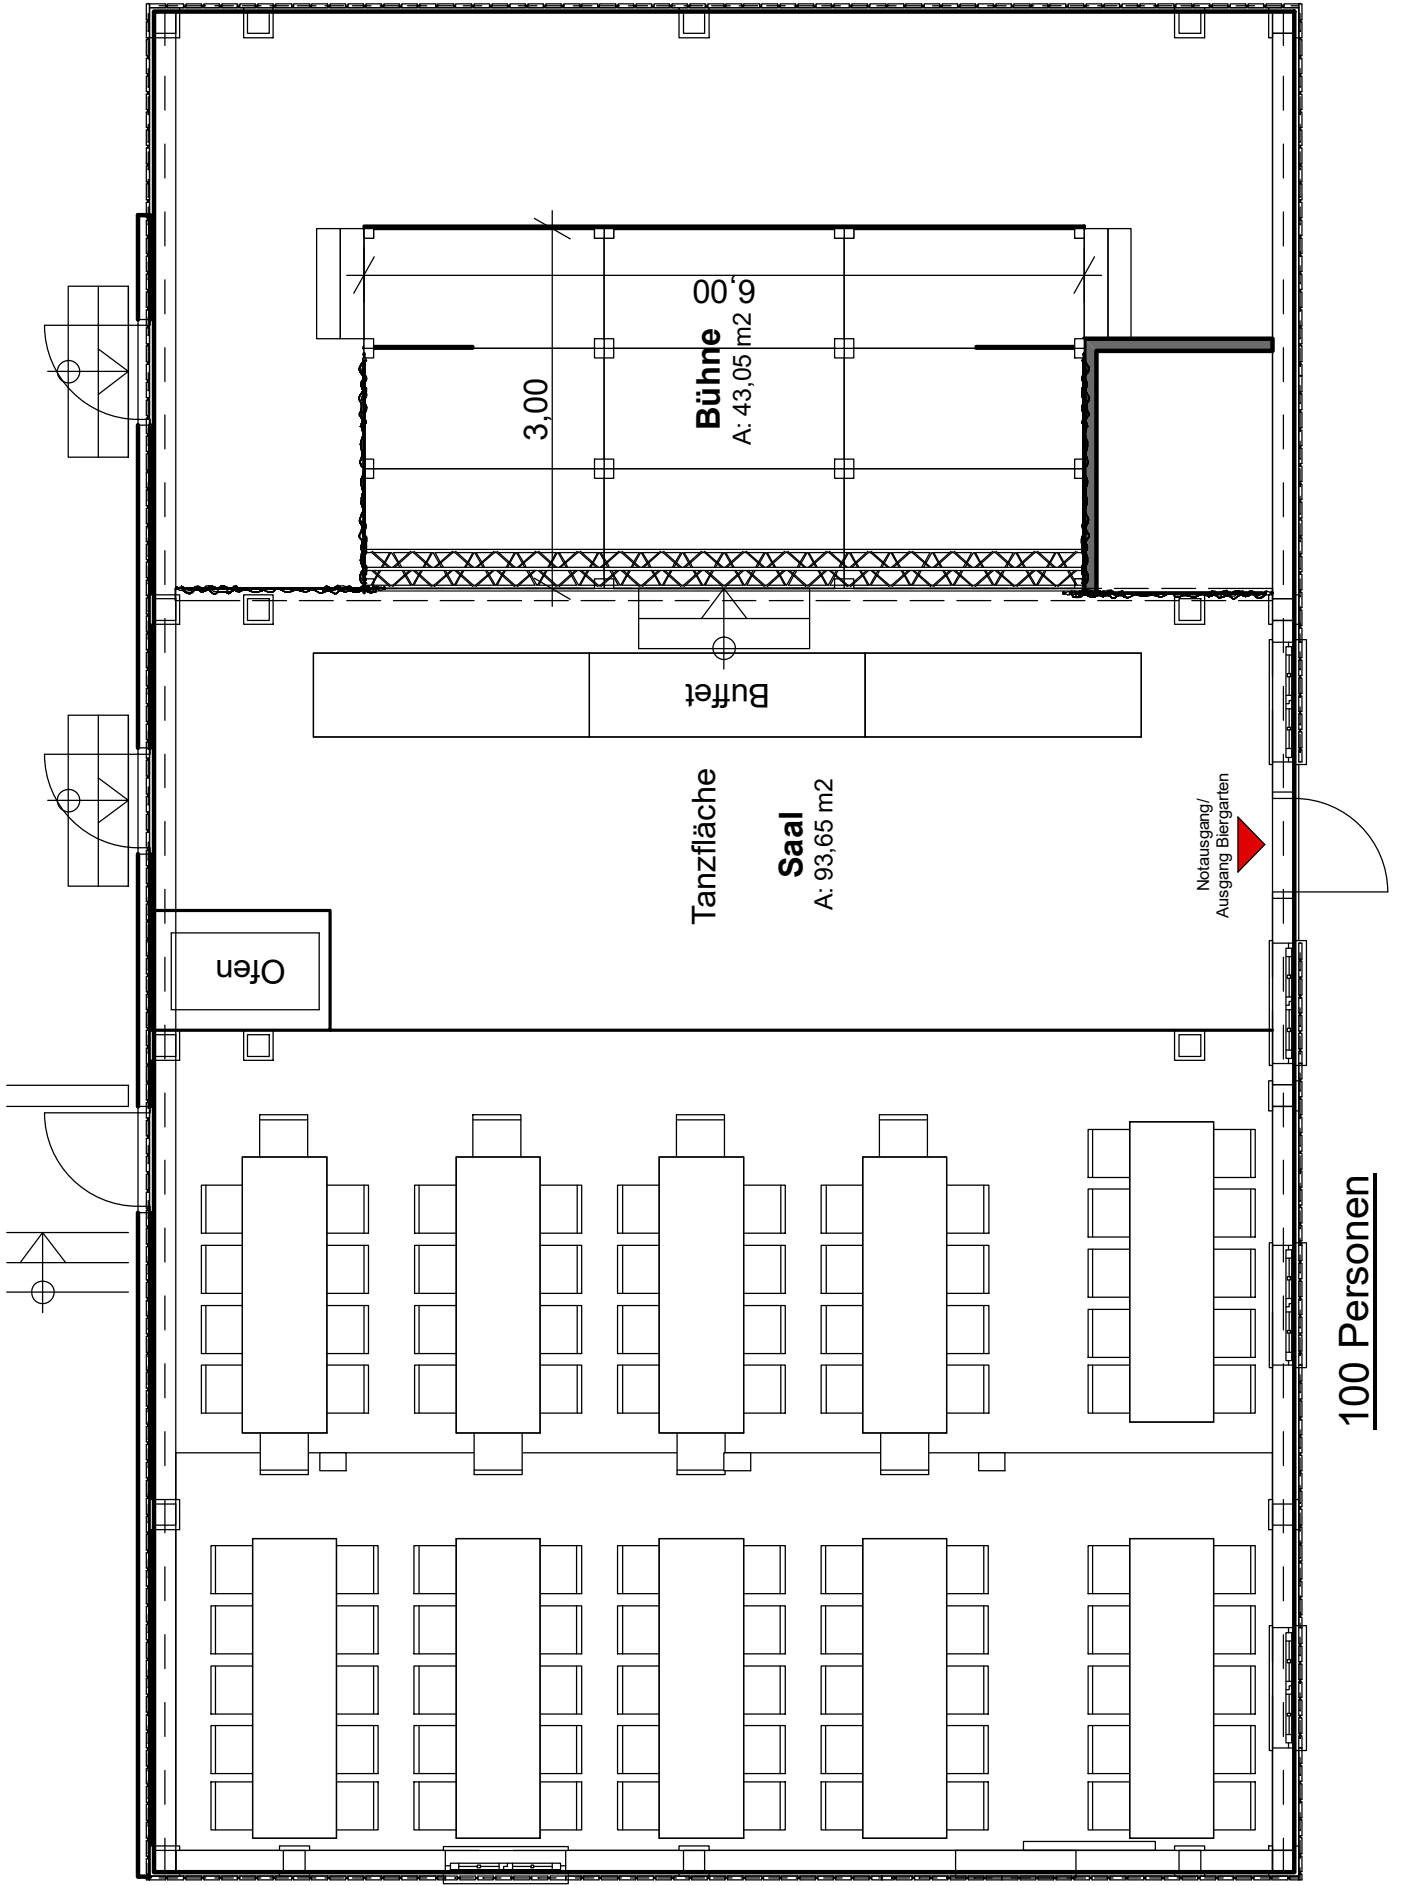 6,00
3,00
Bühne
A: 43,05 m2
Buffet
Tanzfläche
Saal
A: 93,65 m2
Notausgang/
Ausgang Biergarten
Ofen
100 Personen